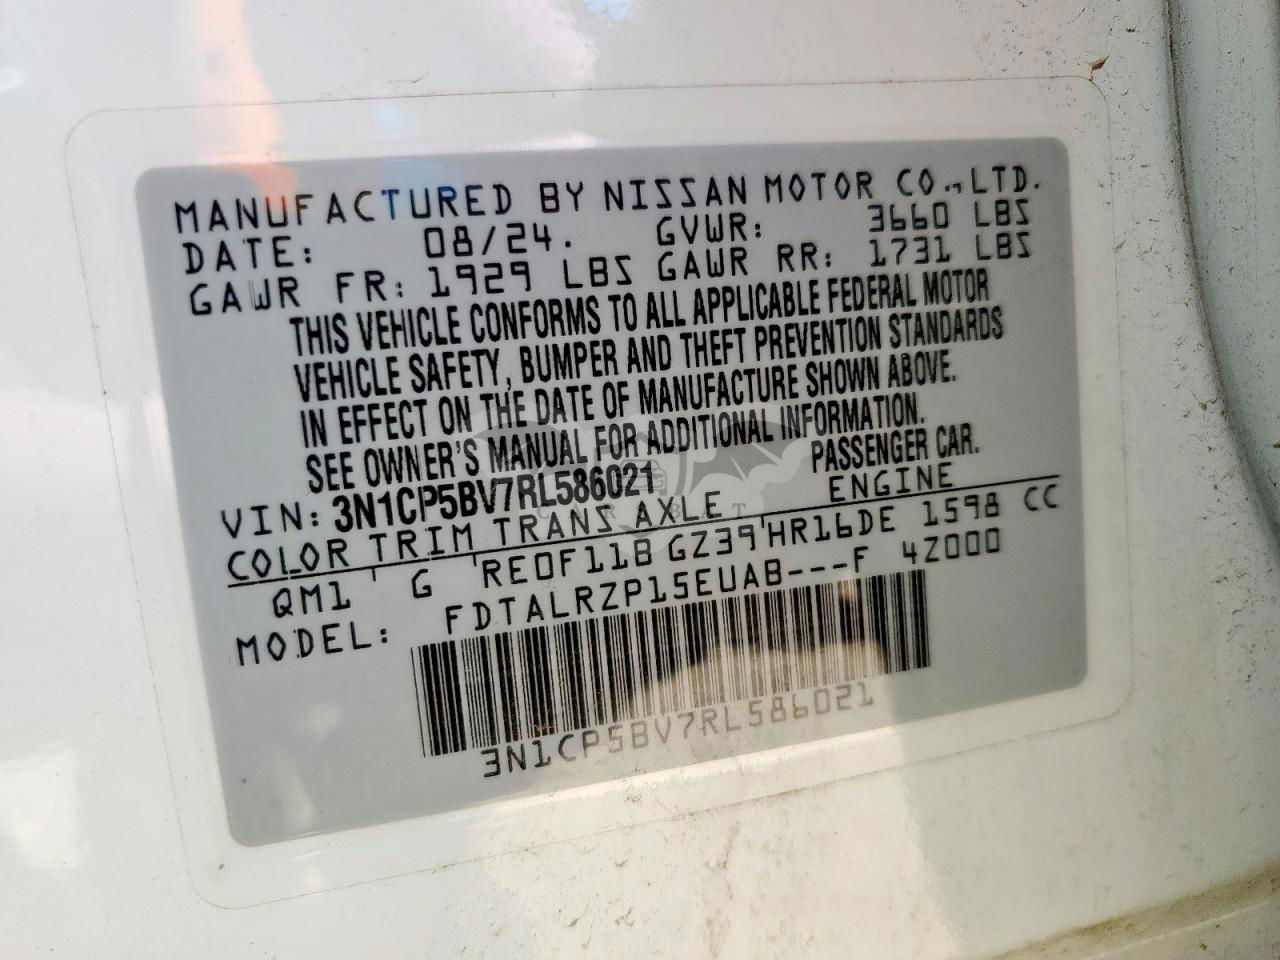 MANUFACTURED BY NISSAN MOTOR CO.,LTD.
DATE: 08/24. GVWR: 3660 LBS
GAWR FR: 1929 LBS GAWR RR: 1731 LBS
THIS VEHICLE CONFORMS TO ALL APPLICABLE FEDERAL MOTOR
VEHICLE SAFETY, BUMPER AND THEFT PREVENTION STANDARDS
IN EFFECT ON THE DATE OF MANUFACTURE SHOWN ABOVE.
SEE OWNER'S MANUAL FOR ADDITIONAL INFORMATION.
VIN: 3N1CP5BV7RL586021 PASSENGER CAR.
COLOR TRIM TRANS AXLE ENGINE
QM1 G RE0F11B GZ39 HR16DE 1598 CC
MODEL: FDTALRZP15EUAB---F 4Z000
3N1CP5BV7RL586021
CARSBAT